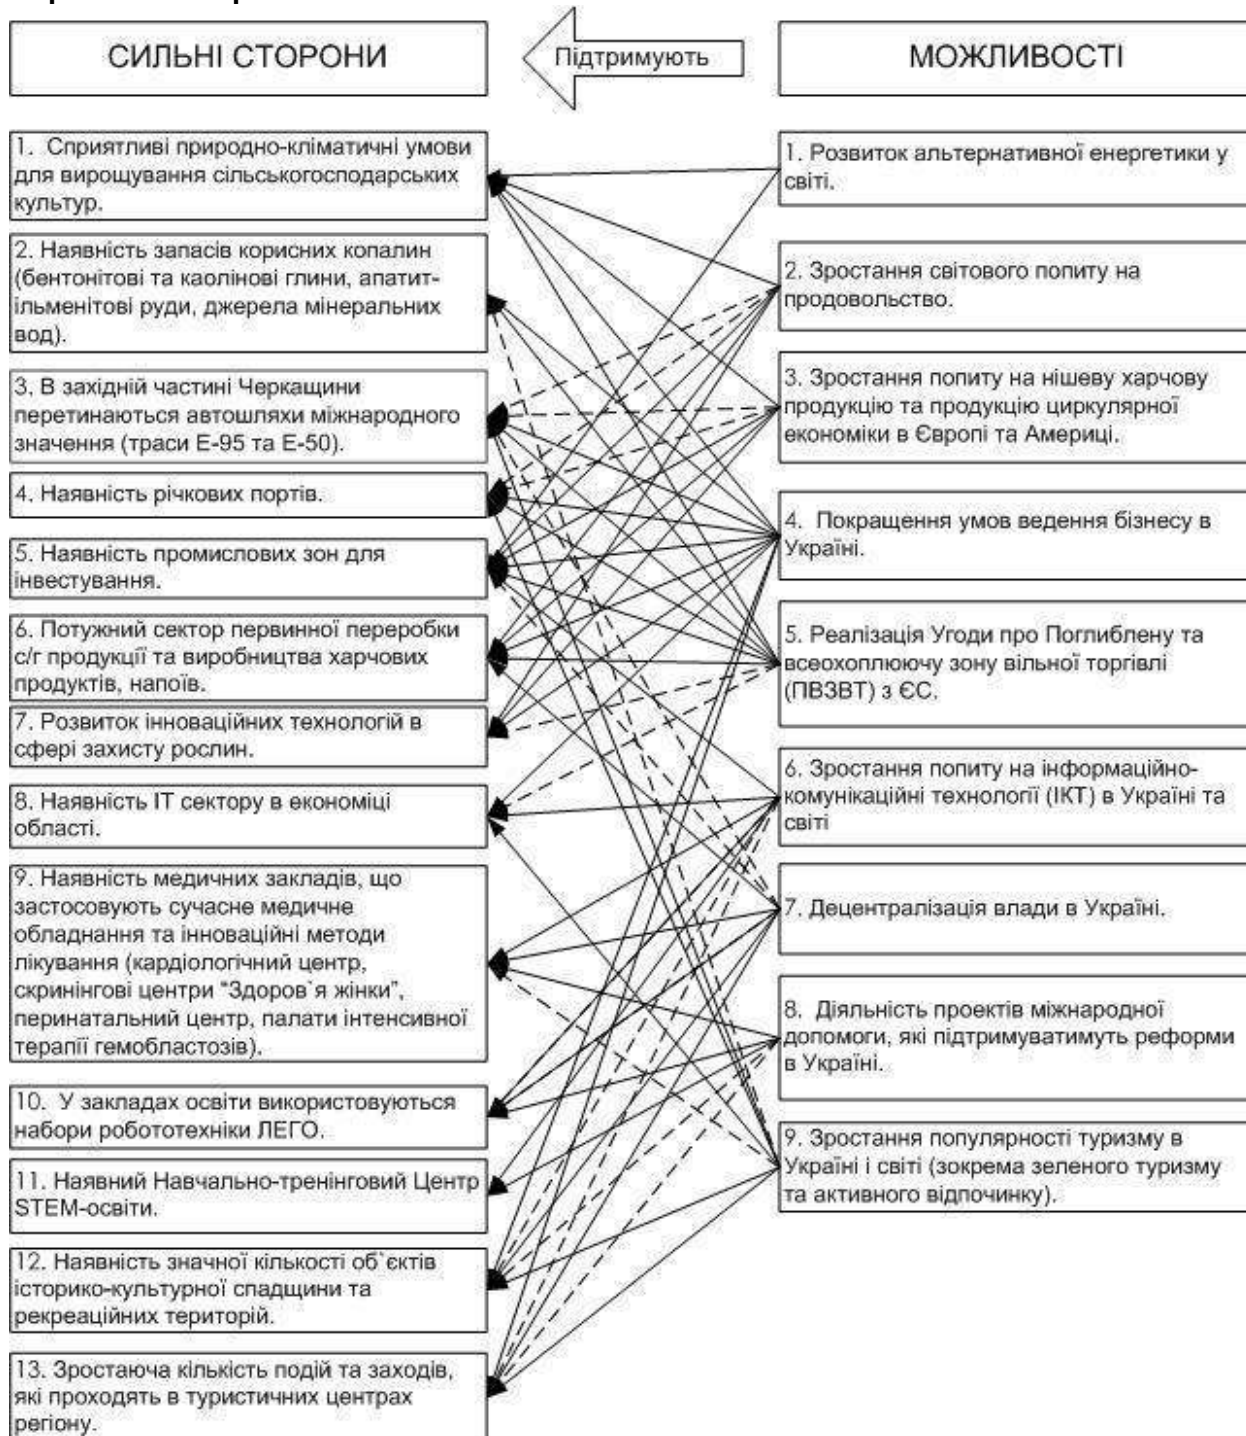 СИЛЬНІ СТОРОНИ
Підтримують
МОЖЛИВОСТІ
1. Сприятливі природно-кліматичні умови
для вирощування сільськогосподарських
культур.
2. Наявність запасів корисних копалин
(бентонітові та каолінові глини, апатит-
ільменітові руди, джерела мінеральних
вод).
3. В західній частині Черкащини
перетинаються автошляхи міжнародного
значення (траси Е-95 та Е-50).
4. Наявність річкових портів.
5. Наявність промислових зон для
інвестування.
6. Потужний сектор первинної переробки
с/г продукції та виробництва харчових
продуктів, напоїв.
7. Розвиток інноваційних технологій в
сфері захисту рослин.
8. Наявність ІТ сектору в економіці
області.
9. Наявність медичних закладів, що
застосовують сучасне медичне
обладнання та інноваційні методи
лікування (кардіологічний центр,
скринінгові центри “Здоров`я жінки”,
перинатальний центр, палати інтенсивної
терапії гемобластозів).
10. У закладах освіти використовуються
набори робототехніки ЛЕГО.
11. Наявний Навчально-тренінговий Центр
STEM-освіти.
12. Наявність значної кількості об`єктів
історико-культурної спадщини та
рекреаційних територій.
13. Зростаюча кількість подій та заходів,
які проходять в туристичних центрах
регіону.
1. Розвиток альтернативної енергетики у
світі.
2. Зростання світового попиту на
продовольство.
3. Зростання попиту на нішеву харчову
продукцію та продукцію циркулярної
економіки в Європі та Америці.
4. Покращення умов ведення бізнесу в
Україні.
5. Реалізація Угоди про Поглиблену та
всеохоплюючу зону вільної торгівлі
(ПВЗВТ) з ЄС.
6. Зростання попиту на інформаційно-
комунікаційні технології (ІКТ) в Україні та
світі
7. Децентралізація влади в Україні.
8. Діяльність проектів міжнародної
допомоги, які підтримуватимуть реформи
в Україні.
9. Зростання популярності туризму в
Україні і світі (зокрема зеленого туризму
та активного відпочинку).